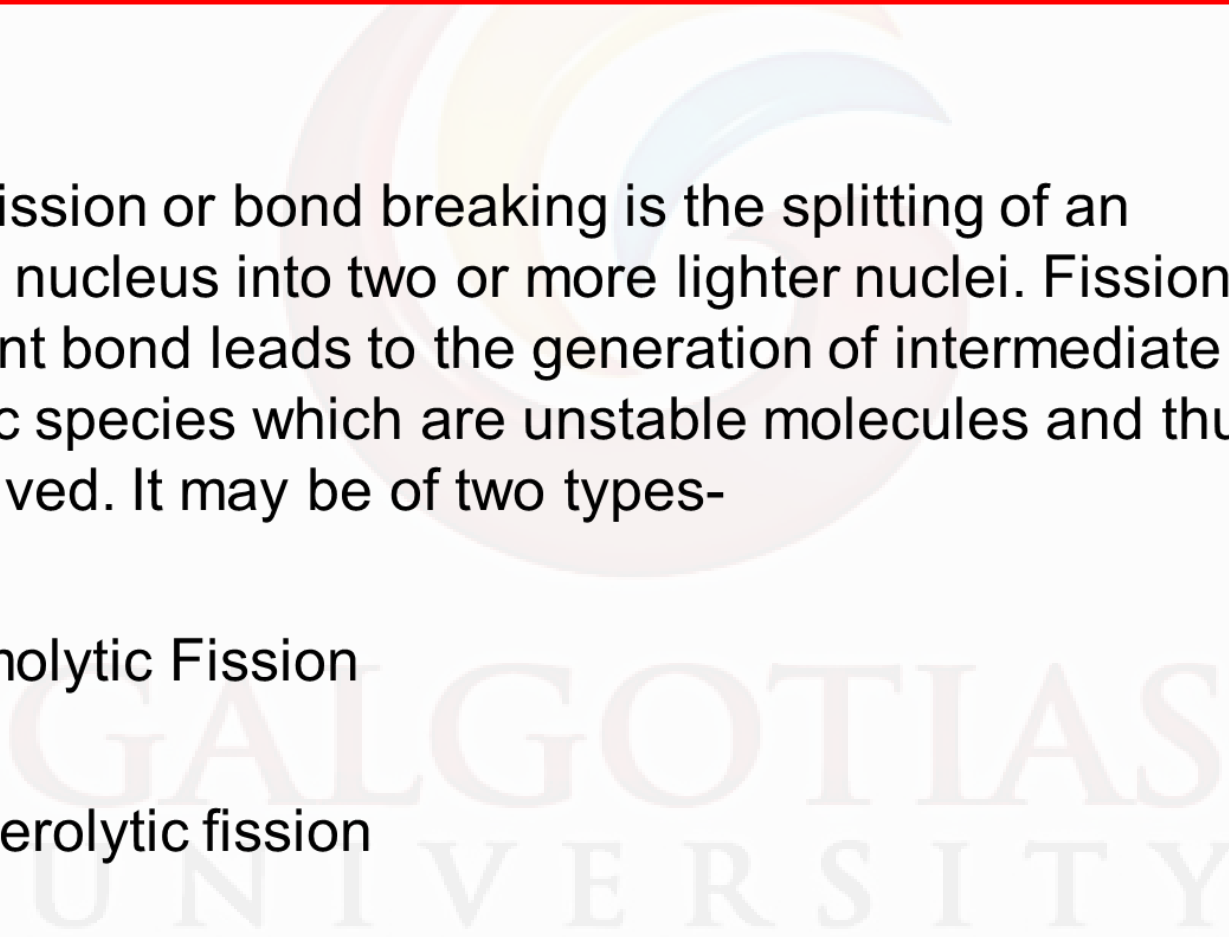 ission or bond breaking is the splitting of an
nucleus into two or more lighter nuclei. Fission
nt bond leads to the generation of intermediate
c species which are unstable molecules and thu
ved. It may be of two types-
nolytic Fission
GALGOTIAS
erolytic fission
UNIVERSITY